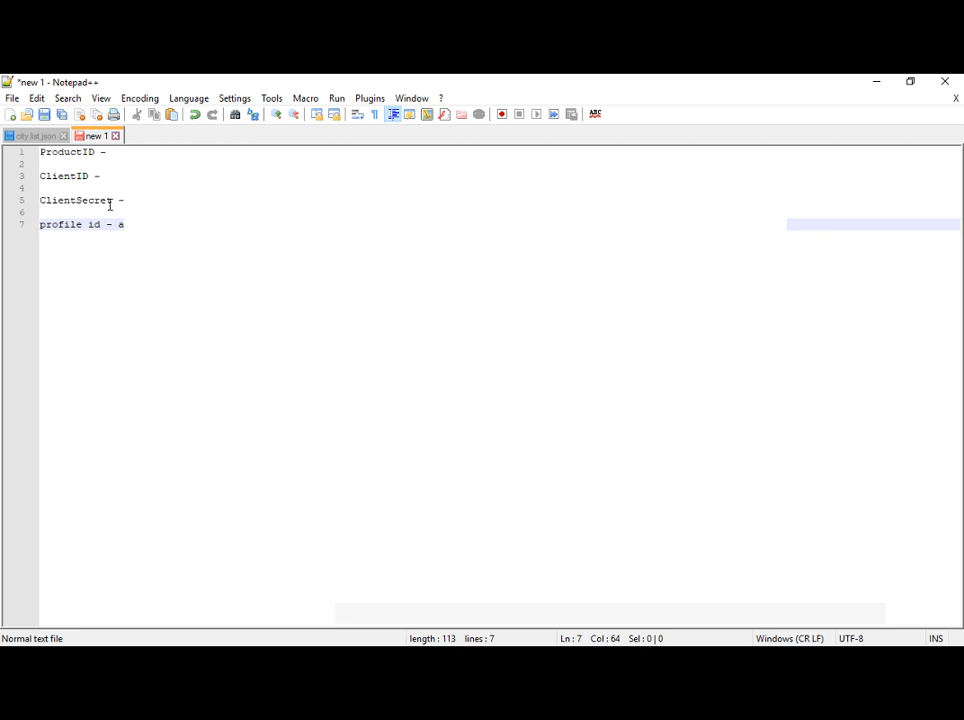 *new 1 - Notepad++
File Edit Search View Encoding Language Settings Tools Macro Run Plugins Window ? X
ABC
city.list.json new 1
1 ProductID -
2
3 ClientID -
4
5 ClientSecret -
6
7 profile id - a
Normal text file length : 113 lines : 7 Ln : 7 Col : 64 Sel : 0 | 0 Windows (CR LF) UTF-8 INS